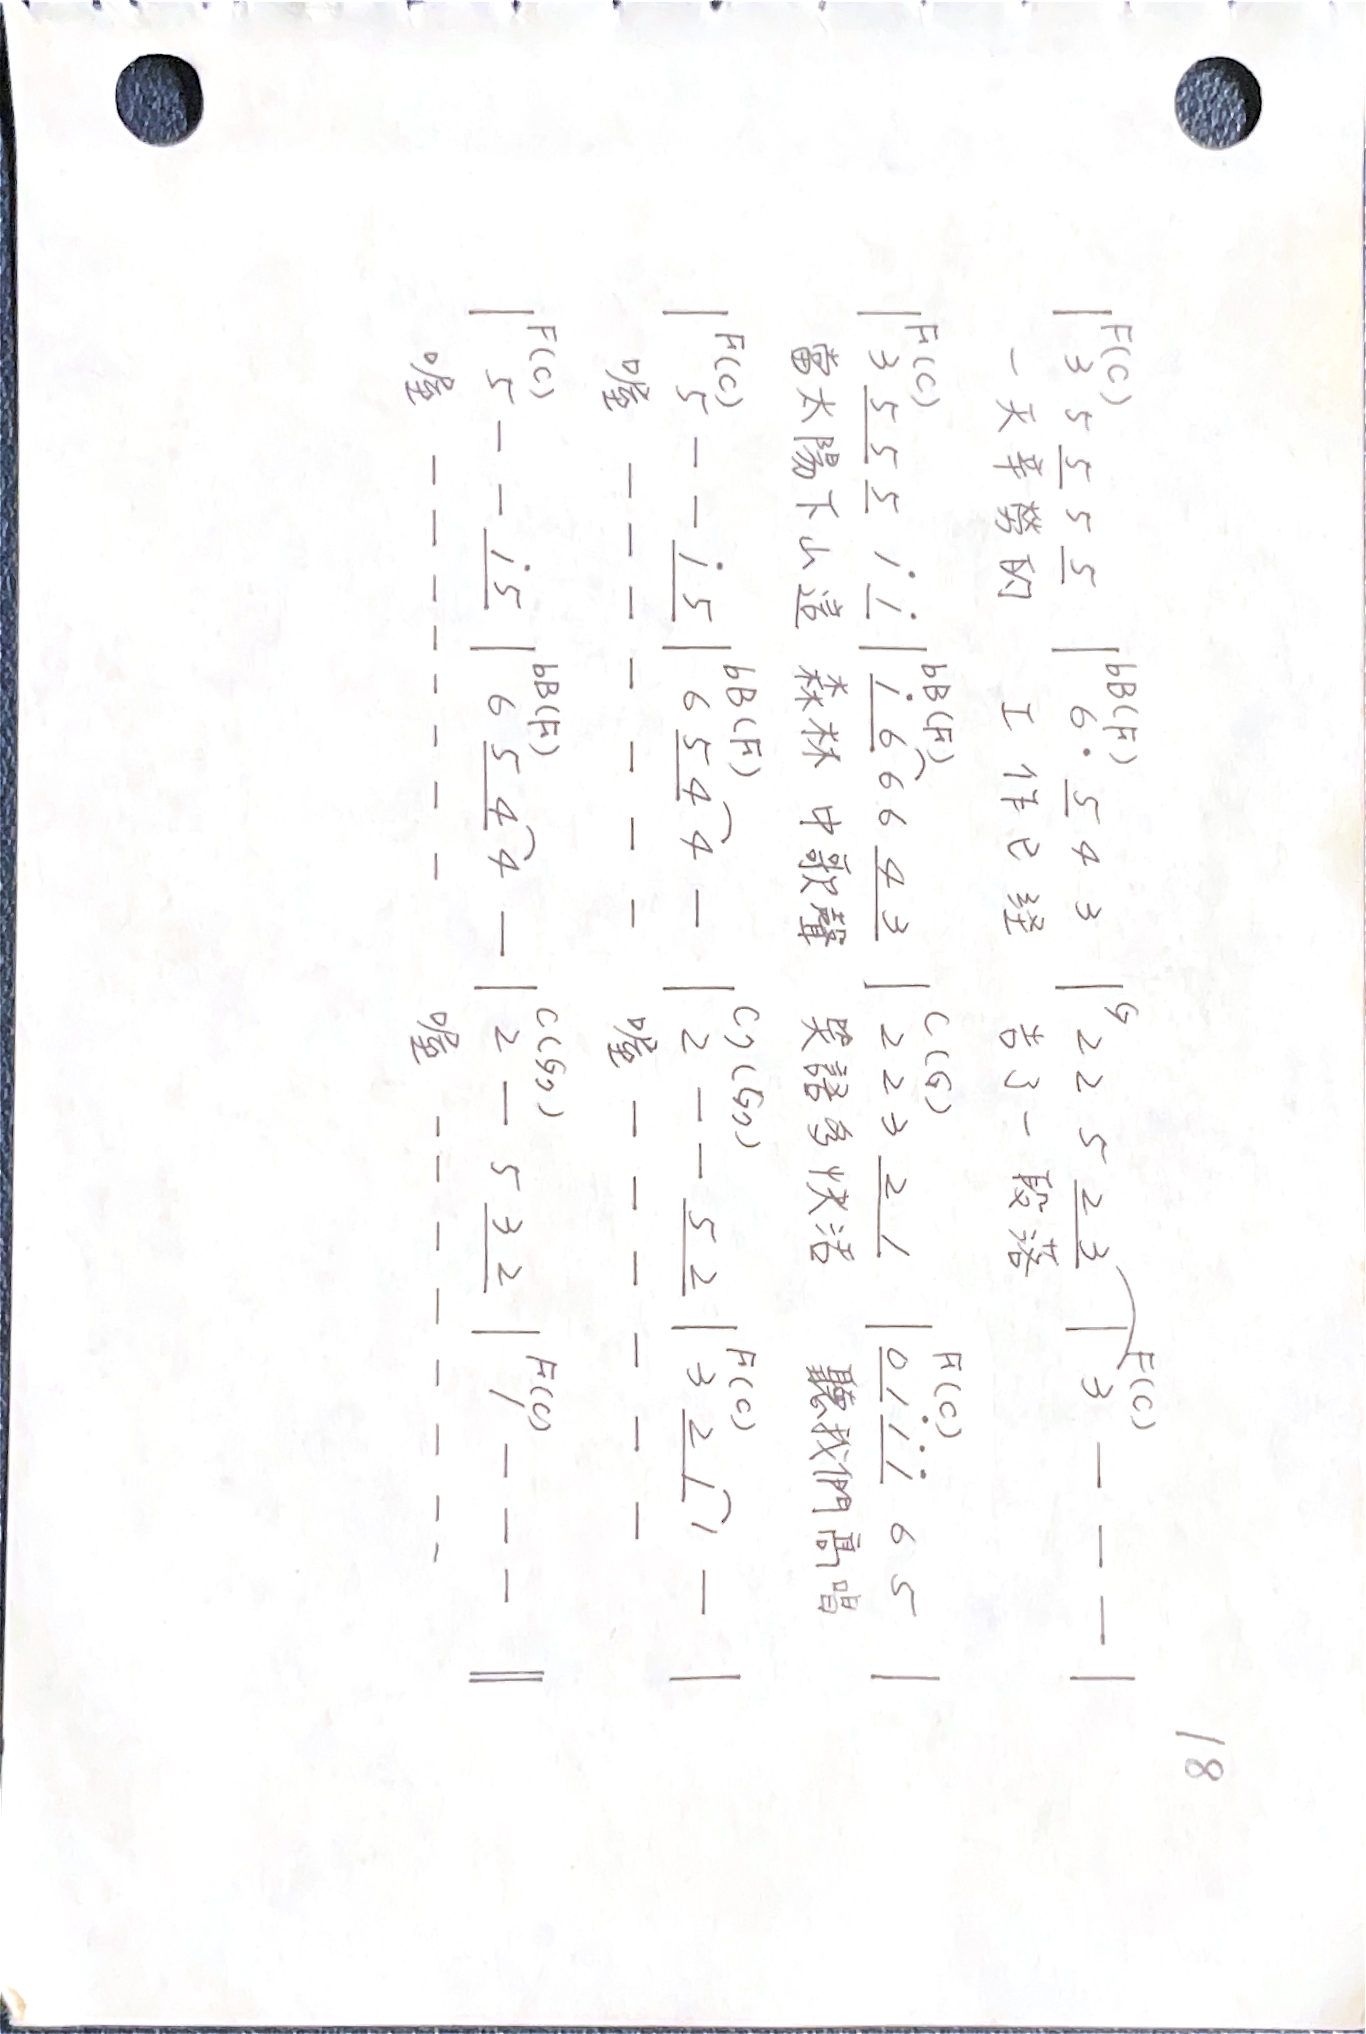 18
F(C) bB(F) G F(C)
| 3 5 5 5 5 | 6· 5 4 3 | 2 2 5 2 3 | 3 — — — |
一天辛勞的 工作已経 告了一段落
F(C) bB(F) C(G) F(C)
| 3 5 5 5 i i | i 6 6 6 4 3 | 2 2 3 2 1 | 0 i i i 6 5 |
當太陽下山這 森林中歌聲 笑語多快活 聽我們高唱
F(C) bB(F) C7(G7) F(C)
| 5 — — i 5 | 6 5 4 4 — | 2 — — 5 2 | 3 2 1 1 — |
喔 — — — — — — — 喔 — — — — — —
F(C) bB(F) C(G7) F(C)
| 5 — — i 5 | 6 5 4 4 — | 2 — 5 3 2 | 1 — — — ||
喔 — — — — — — — — 喔 — — — — — — — —